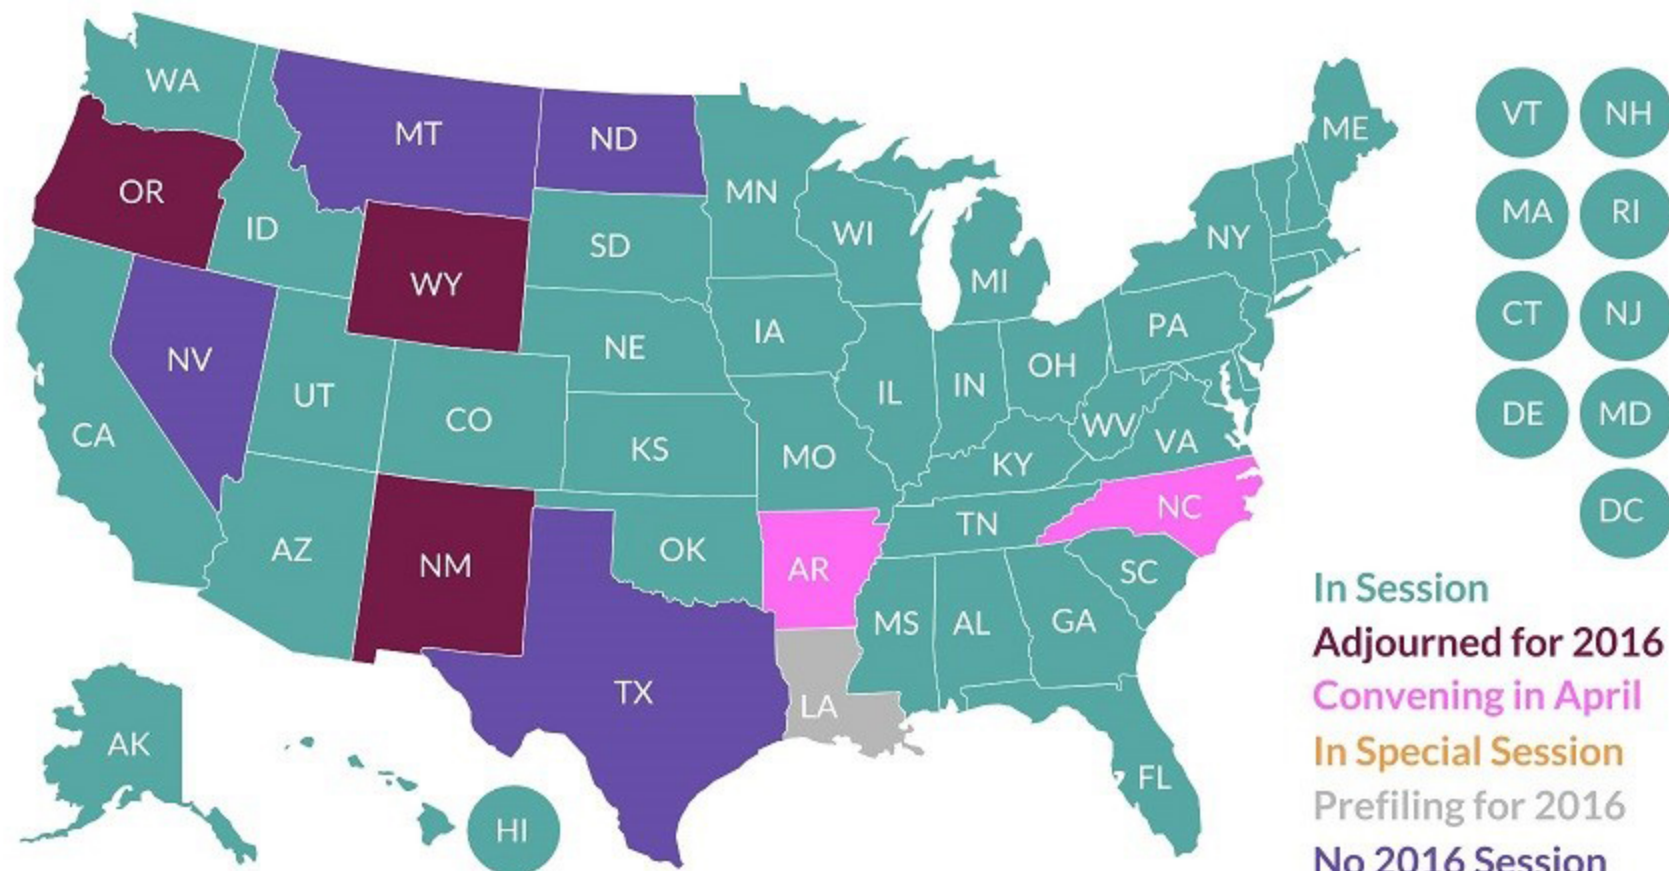 WA
MT
ND
MN
ME
VT
NH
OR
ID
SD
WI
MI
NY
MA
RI
WY
NV
NE
IA
PA
CT
NJ
UT
CO
IL
IN
OH
CA
KS
MO
KY
WV
VA
DE
MD
AZ
NM
OK
AR
TN
NC
SC
DC
MS
AL
GA
TX
LA
AK
HI
FL
In Session
Adjourned for 2016
Convening in April
In Special Session
Prefiling for 2016
No 2016 Session